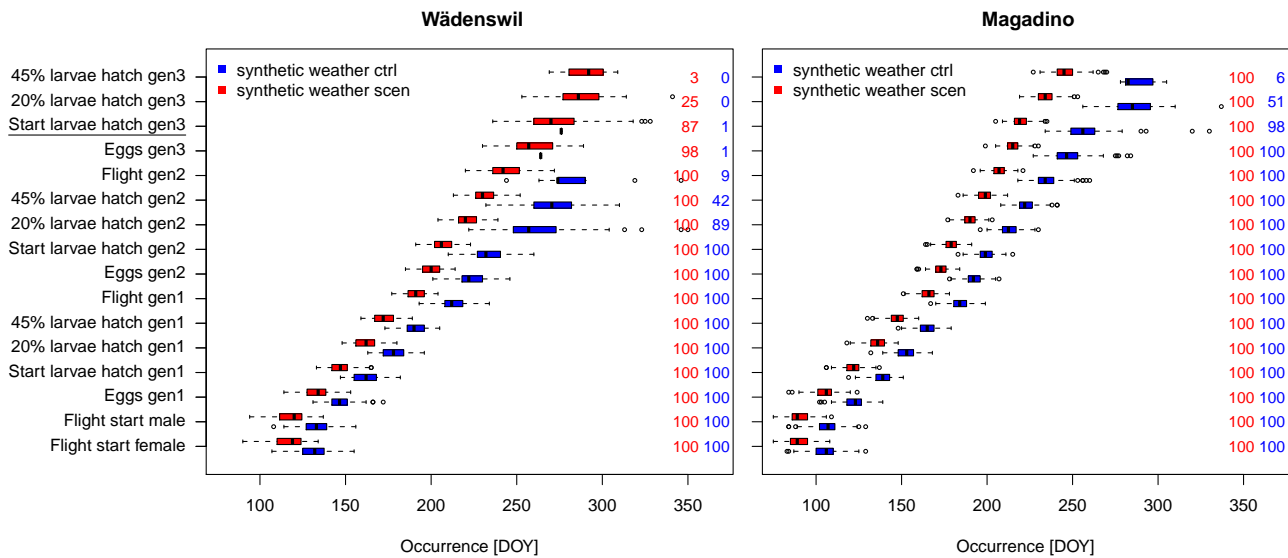 Wädenswil Magadino
synthetic weather ctrl
synthetic weather scen
synthetic weather ctrl
synthetic weather scen
45% larvae hatch gen3 3 0 100 6
20% larvae hatch gen3 25 0 100 51
Start larvae hatch gen3 87 1 100 98
Eggs gen3 98 1 100 100
Flight gen2 100 9 100 100
45% larvae hatch gen2 100 42 100 100
20% larvae hatch gen2 100 89 100 100
Start larvae hatch gen2 100 100 100 100
Eggs gen2 100 100 100 100
Flight gen1 100 100 100 100
45% larvae hatch gen1 100 100 100 100
20% larvae hatch gen1 100 100 100 100
Start larvae hatch gen1 100 100 100 100
Eggs gen1 100 100 100 100
Flight start male 100 100 100 100
Flight start female 100 100 100 100
100 150 200 250 300 350 100 150 200 250 300 350
Occurrence [DOY] Occurrence [DOY]